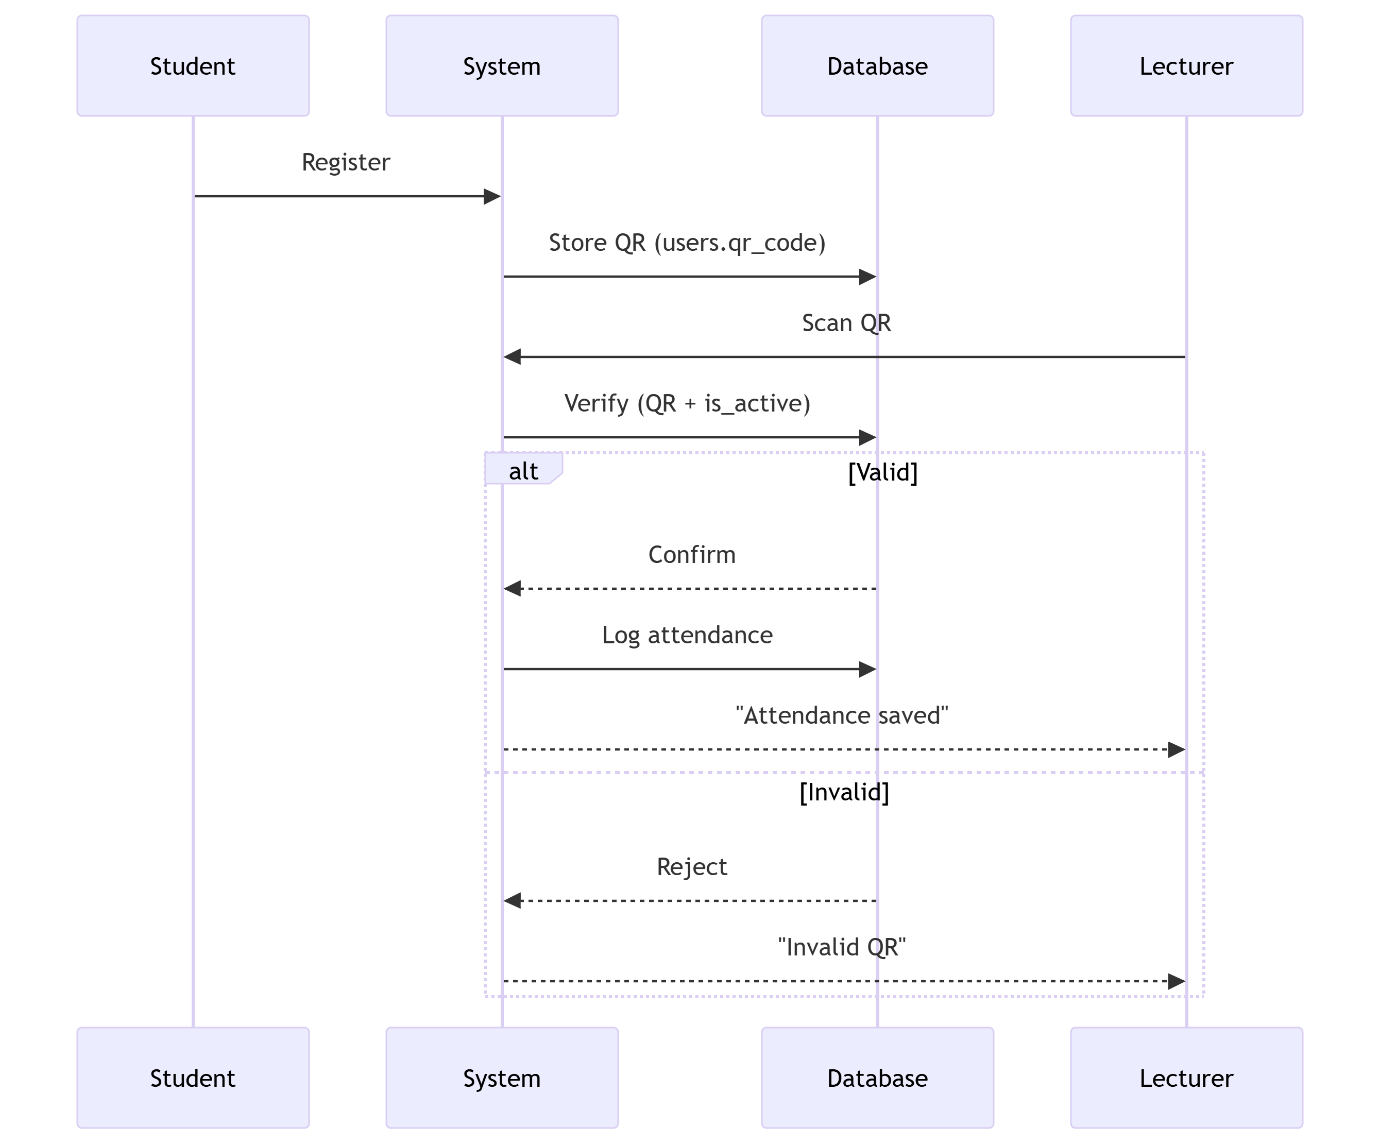 Student
System
Database
Lecturer
Register
Store QR (users.qr_code)
Scan QR
Verify (QR + is_active)
alt
[Valid]
Confirm
Log attendance
"Attendance saved"
[Invalid]
Reject
"Invalid QR"
Student
System
Database
Lecturer